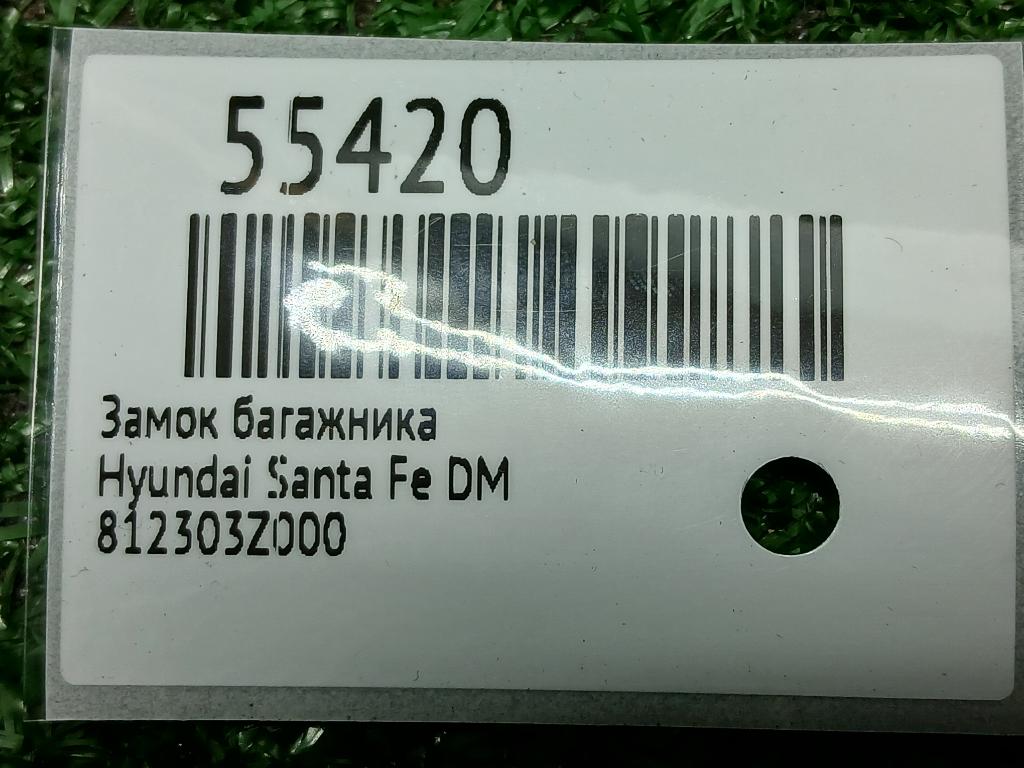 55420
Замок багажника
Hyundai Santa Fe DM
812303Z000